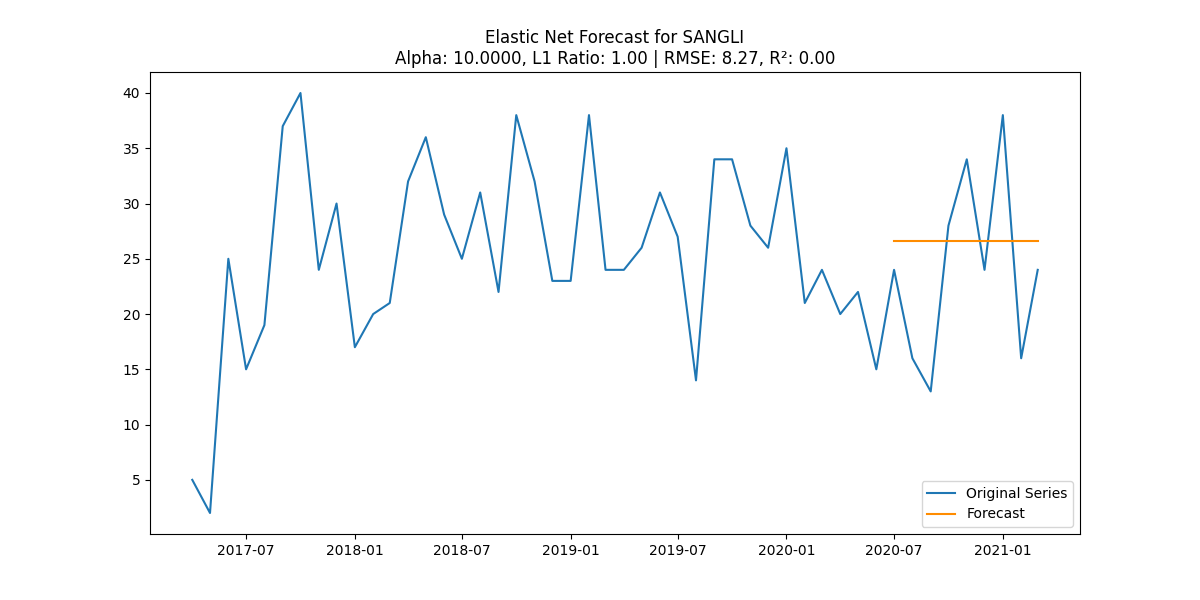 Elastic Net Forecast for SANGLI
Alpha: 10.0000, L1 Ratio: 1.00 | RMSE: 8.27, R²: 0.00
40
35
30
25
20
15
10
5
Original Series
Forecast
2017-07 2018-01 2018-07 2019-01 2019-07 2020-01 2020-07 2021-01